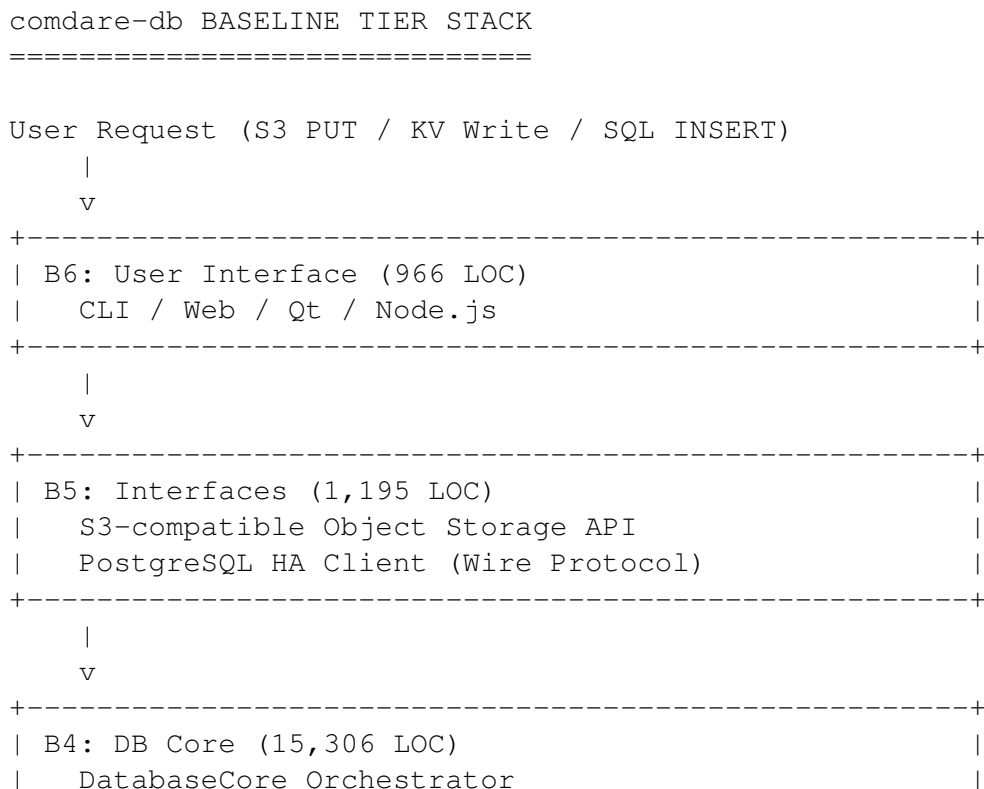 comdare-db BASELINE TIER STACK
==============================
User Request (S3 PUT / KV Write / SQL INSERT)
    |
    v
+------------------------------------------------------+
| B6: User Interface (966 LOC)                         |
|   CLI / Web / Qt / Node.js                           |
+------------------------------------------------------+
    |
    v
+------------------------------------------------------+
| B5: Interfaces (1,195 LOC)                           |
|   S3-compatible Object Storage API                   |
|   PostgreSQL HA Client (Wire Protocol)               |
+------------------------------------------------------+
    |
    v
+------------------------------------------------------+
| B4: DB Core (15,306 LOC)                             |
|   DatabaseCore Orchestrator                          |